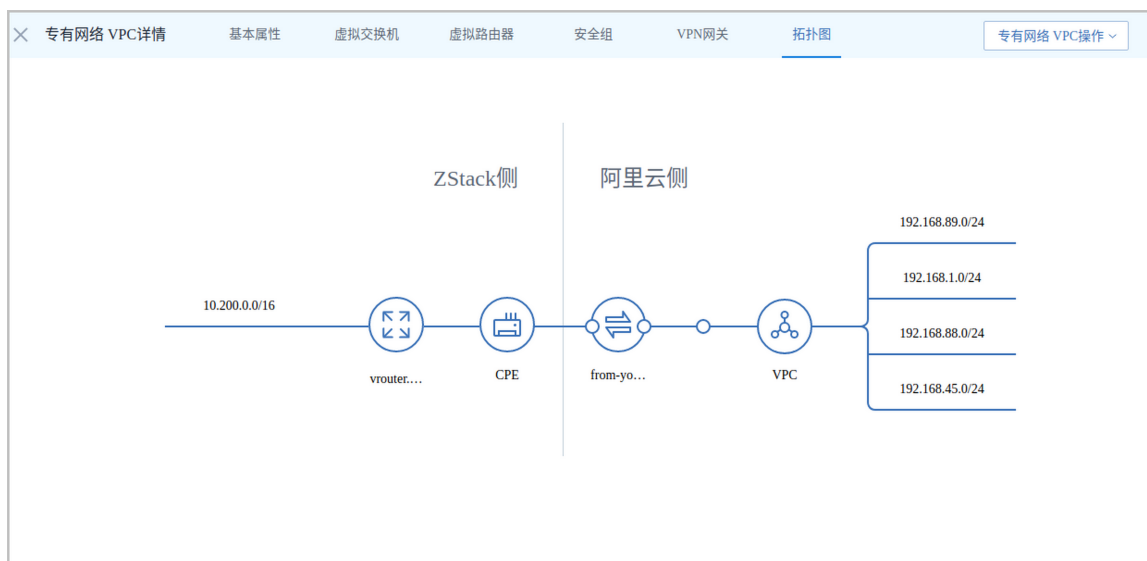 专有网络 VPC详情
基本属性
虚拟交换机
虚拟路由器
安全组
VPN网关
拓扑图
专有网络 VPC操作
ZStack侧
阿里云侧
192.168.89.0/24
192.168.1.0/24
10.200.0.0/16
192.168.88.0/24
vrouter.…
CPE
from-yo…
VPC
192.168.45.0/24